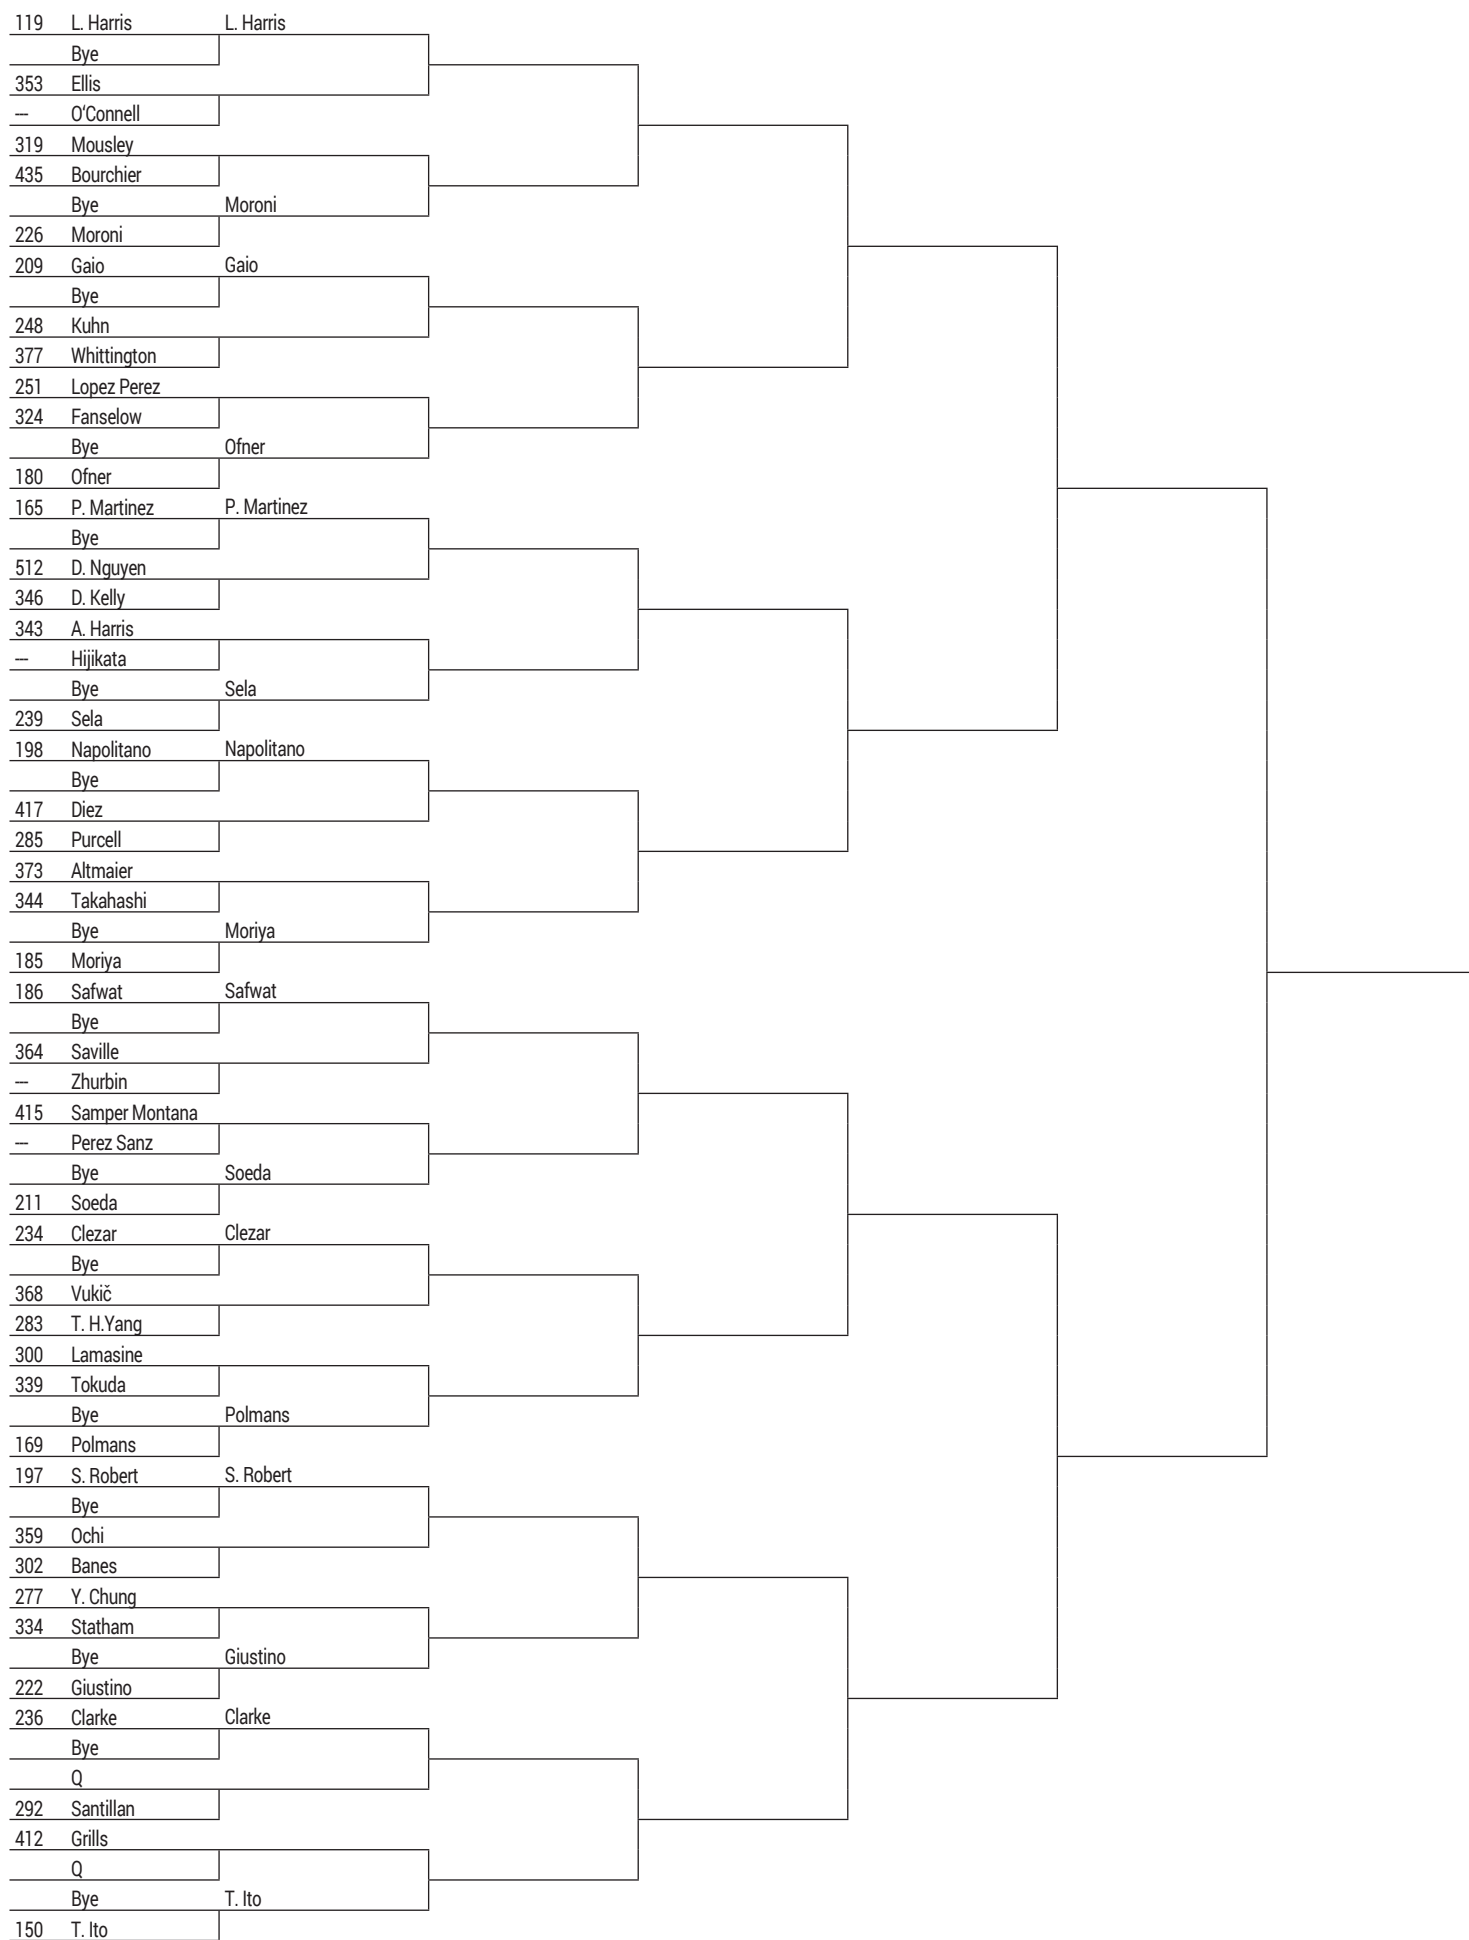 119 L. Harris L. Harris
Bye
353 Ellis
--- O'Connell
319 Mousley
435 Bourchier
Bye Moroni
226 Moroni
209 Gaio Gaio
Bye
248 Kuhn
377 Whittington
251 Lopez Perez
324 Fanselow
Bye Ofner
180 Ofner
165 P. Martinez P. Martinez
Bye
512 D. Nguyen
346 D. Kelly
343 A. Harris
--- Hijikata
Bye Sela
239 Sela
198 Napolitano Napolitano
Bye
417 Diez
285 Purcell
373 Altmaier
344 Takahashi
Bye Moriya
185 Moriya
186 Safwat Safwat
Bye
364 Saville
--- Zhurbin
415 Samper Montana
--- Perez Sanz
Bye Soeda
211 Soeda
234 Clezar Clezar
Bye
368 Vukič
283 T. H.Yang
300 Lamasine
339 Tokuda
Bye Polmans
169 Polmans
197 S. Robert S. Robert
Bye
359 Ochi
302 Banes
277 Y. Chung
334 Statham
Bye Giustino
222 Giustino
236 Clarke Clarke
Bye
Q
292 Santillan
412 Grills
Q
Bye T. Ito
150 T. Ito